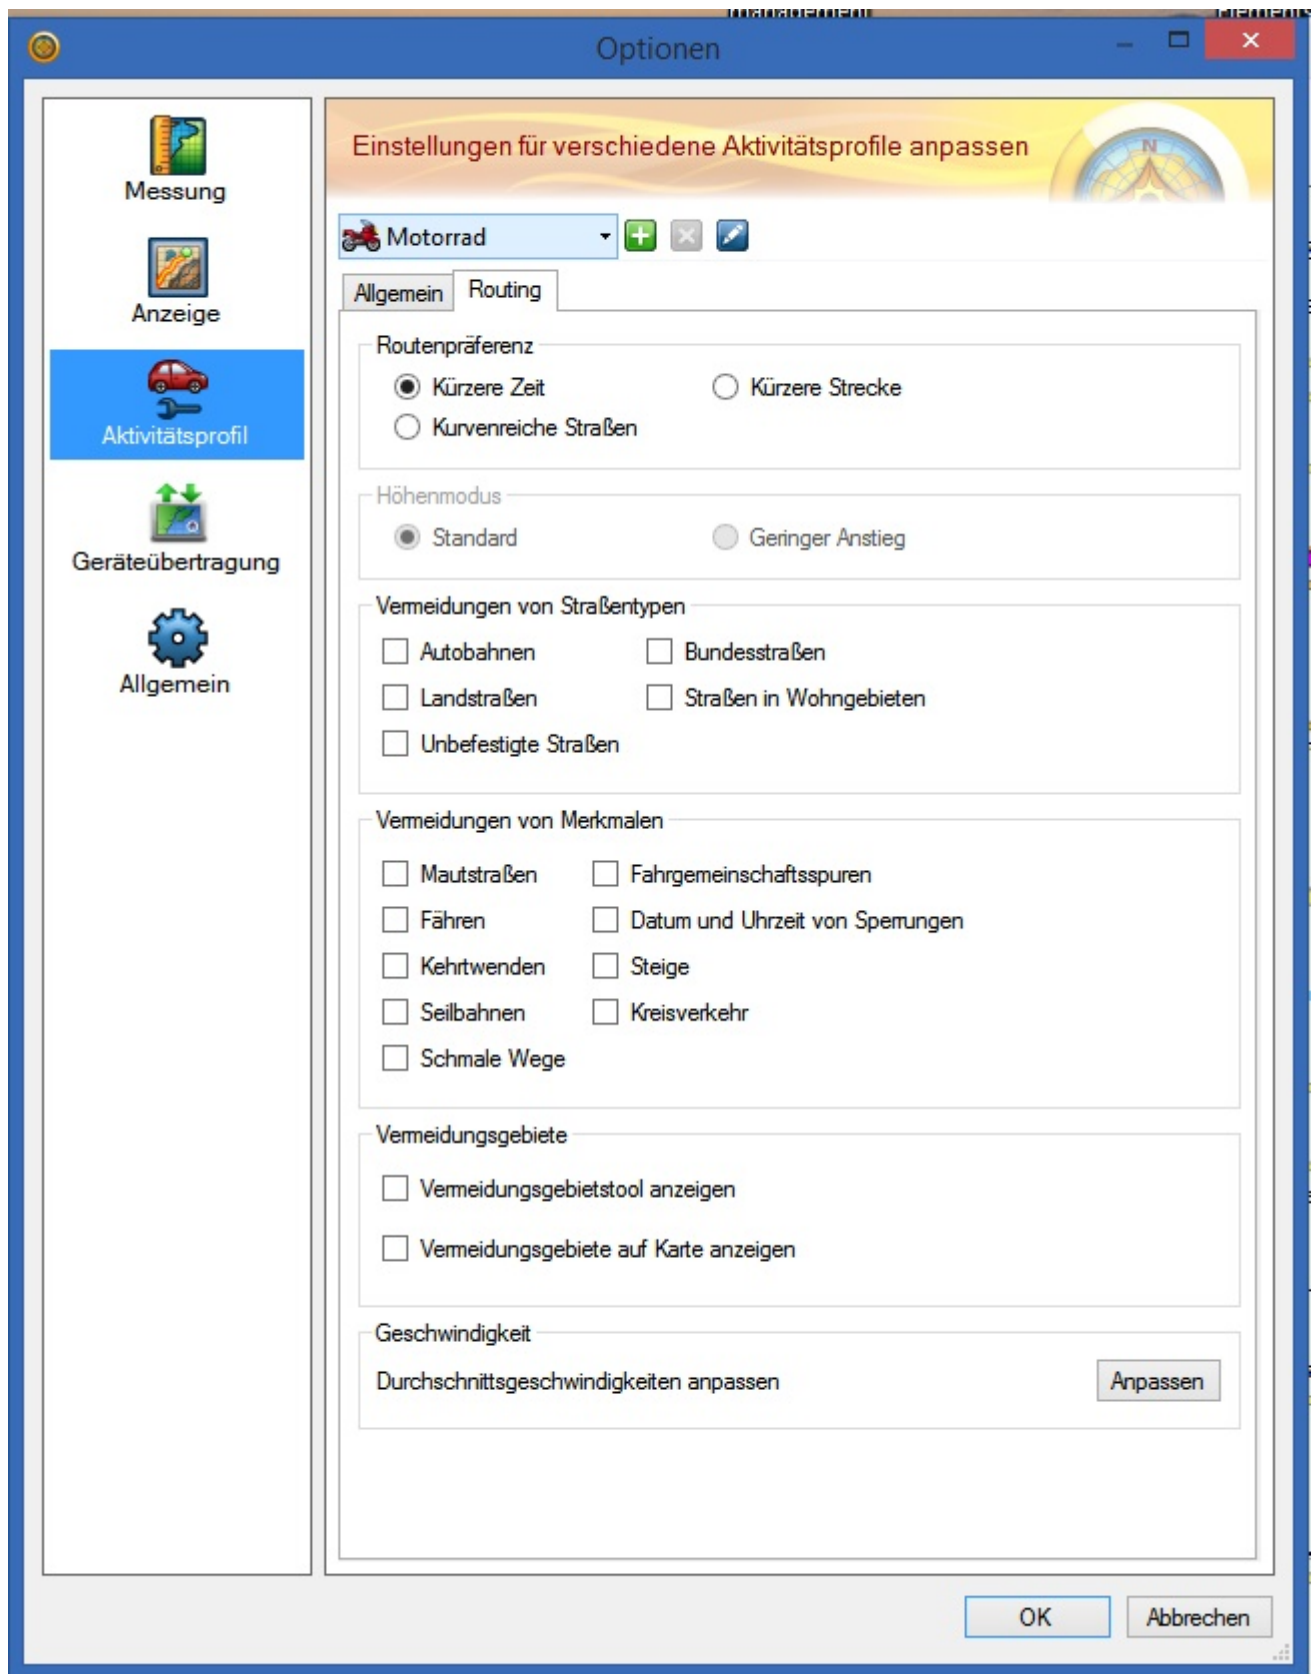 management
Elements
Optionen
Messung
Anzeige
Aktivitätsprofil
Geräteübertragung
Allgemein
Einstellungen für verschiedene Aktivitätsprofile anpassen
N
Motorrad
Allgemein Routing
Routenpräferenz
Kürzere Zeit Kürzere Strecke
Kurvenreiche Straßen
Höhenmodus
Standard Geringer Anstieg
Vermeidungen von Straßentypen
Autobahnen Bundesstraßen
Landstraßen Straßen in Wohngebieten
Unbefestigte Straßen
Vermeidungen von Merkmalen
Mautstraßen Fahrgemeinschaftsspuren
Fähren Datum und Uhrzeit von Sperrungen
Kehrtwenden Steige
Seilbahnen Kreisverkehr
Schmale Wege
Vermeidungsgebiete
Vermeidungsgebietstool anzeigen
Vermeidungsgebiete auf Karte anzeigen
Geschwindigkeit
Durchschnittsgeschwindigkeiten anpassen Anpassen
OK Abbrechen